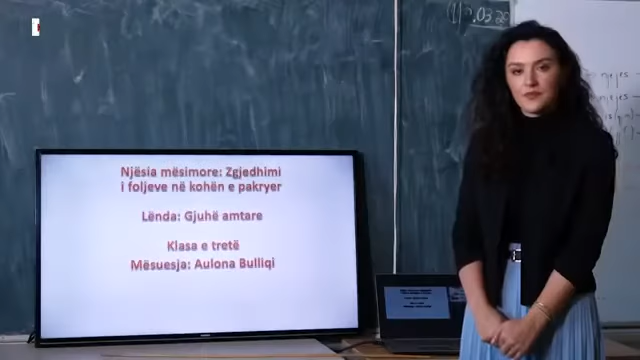 Njësia mësimore: Zgjedhimi
i foljeve në kohën e pakryer
Lënda: Gjuhë amtare
Klasa e tretë
Mësuesja: Aulona Bulliqi